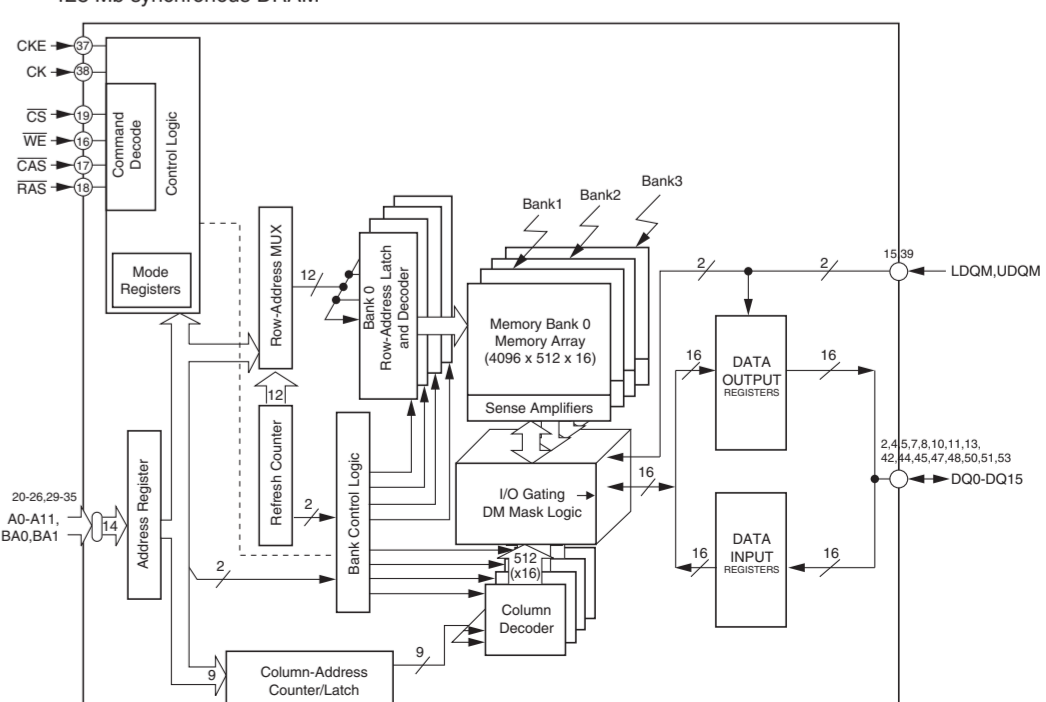 128 Mb synchronous DRAM
CKE
37
CK
38
CS
19
WE
16
CAS
17
RAS
18
Command
Decode
Control Logic
Mode
Registers
Row-Address MUX
12
Bank 0
Row-Address Latch
and Decoder
Bank1
Bank2
Bank3
Memory Bank 0
Memory Array
(4096 x 512 x 16)
Sense Amplifiers
2
2
15,39
LDQM,UDQM
16
DATA
OUTPUT
REGISTERS
16
12
Refresh Counter
2
Bank Control Logic
I/O Gating
DM Mask Logic
16
2,4,5,7,8,10,11,13,
42,44,45,47,48,50,51,53
DQ0-DQ15
20-26,29-35
A0-A11,
BA0,BA1
14
Address Register
2
512
(x16)
Column
Decoder
16
DATA
INPUT
REGISTERS
16
9
Column-Address
Counter/Latch
9